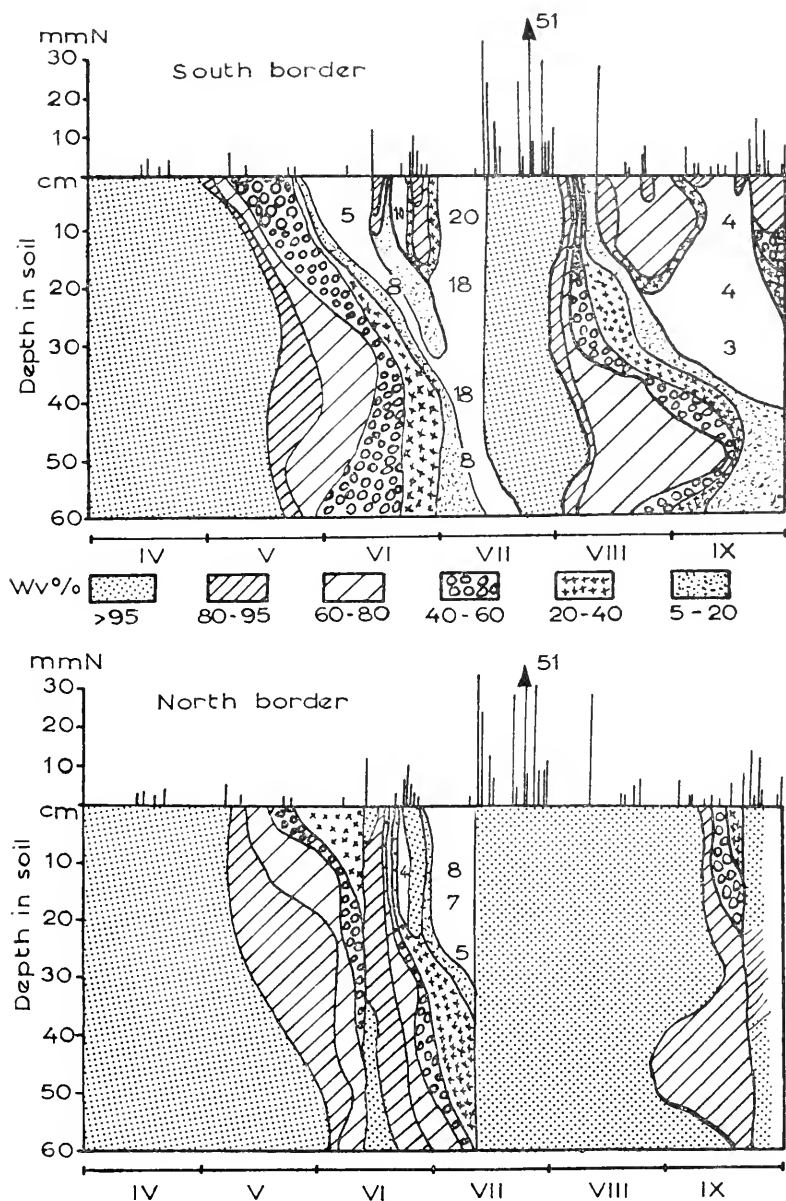 mmN
51
30
20
10
South border
cm
10
20
30
40
50
60
Depth in soil
5
10
20
8
18
18
8
4
4
3
IV V VI VII VIII IX
Wv%
>95 80-95 60-80 40-60 20-40 5-20
mmN
51
30
20
10
North border
cm
10
20
30
40
50
60
Depth in soil
4
8
7
5
IV V VI VII VIII IX